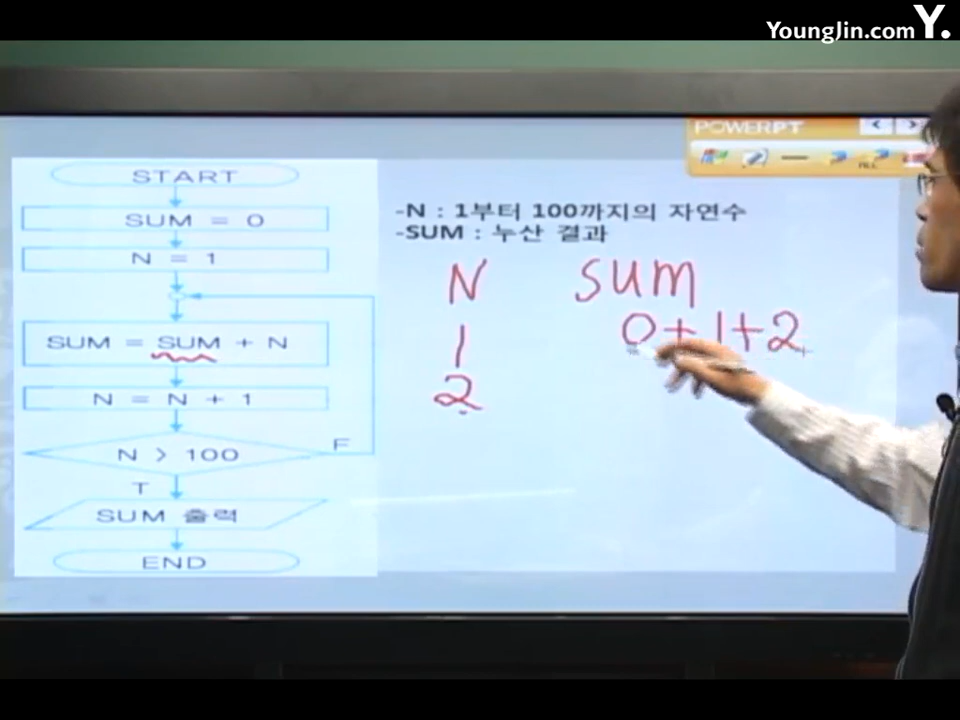 YoungJin.com Y.
POWERPT
START
SUM = 0
N = 1
SUM = SUM + N
N = N + 1
N > 100
F
T
SUM 출력
END
-N : 1부터 100까지의 자연수
-SUM : 누산 결과
N SUM
1 0+1+2
2